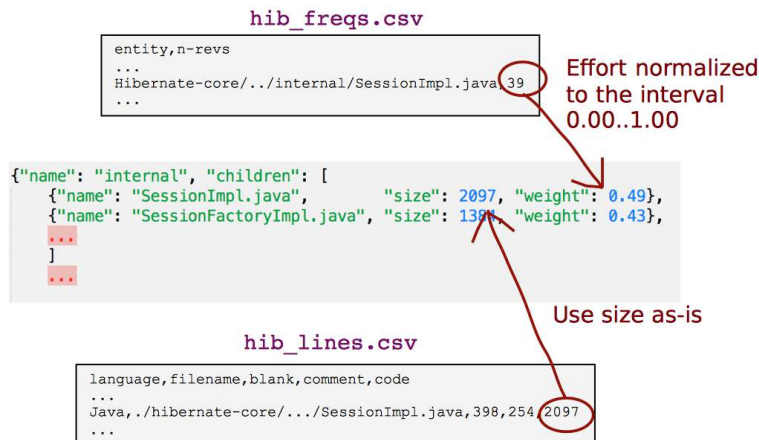 hib_freqs.csv
entity,n-revs
...
Hibernate-core/../internal/SessionImpl.java,39
...
Effort normalized
to the interval
0.00..1.00
{"name": "internal", "children": [
{"name": "SessionImpl.java", "size": 2097, "weight": 0.49},
{"name": "SessionFactoryImpl.java", "size": 1384, "weight": 0.43},
...
]
...
Use size as-is
hib_lines.csv
language,filename,blank,comment,code
...
Java,./hibernate-core/.../SessionImpl.java,398,254,2097
...